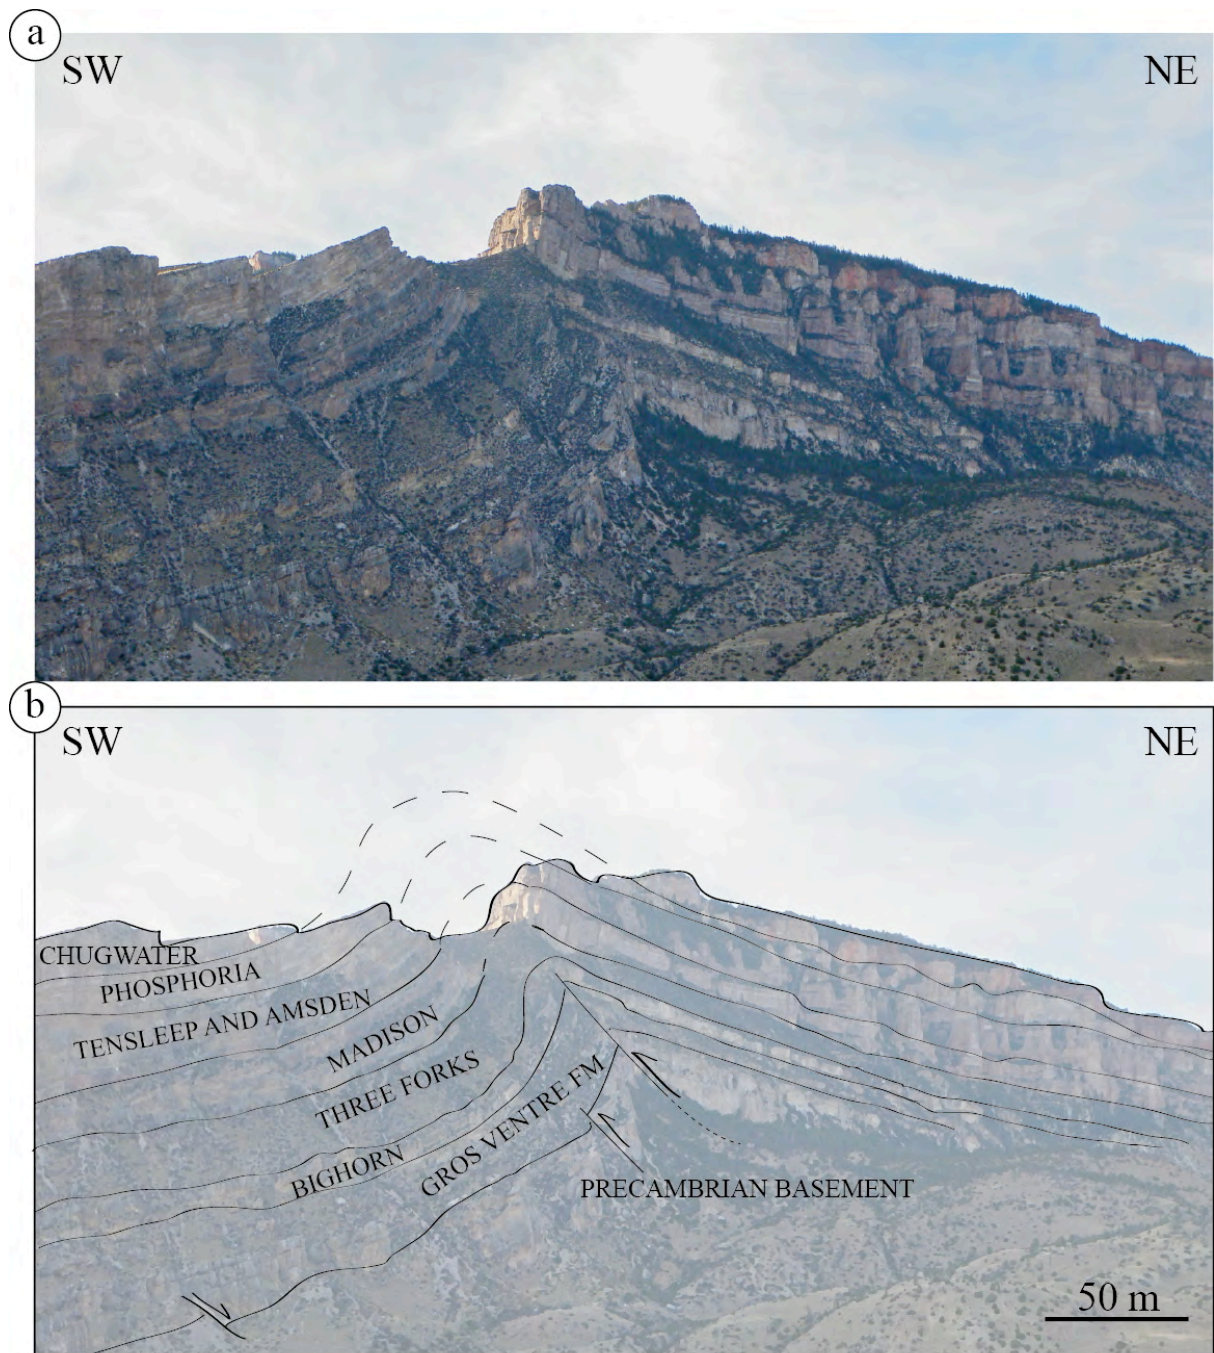 a
SW
NE
b
SW
NE
CHUGWATER
PHOSPHORIA
TENSLEEP AND AMSDEN
MADISON
THREE FORKS
BIGHORN
GROS VENTRE FM
PRECAMBRIAN BASEMENT
50 m